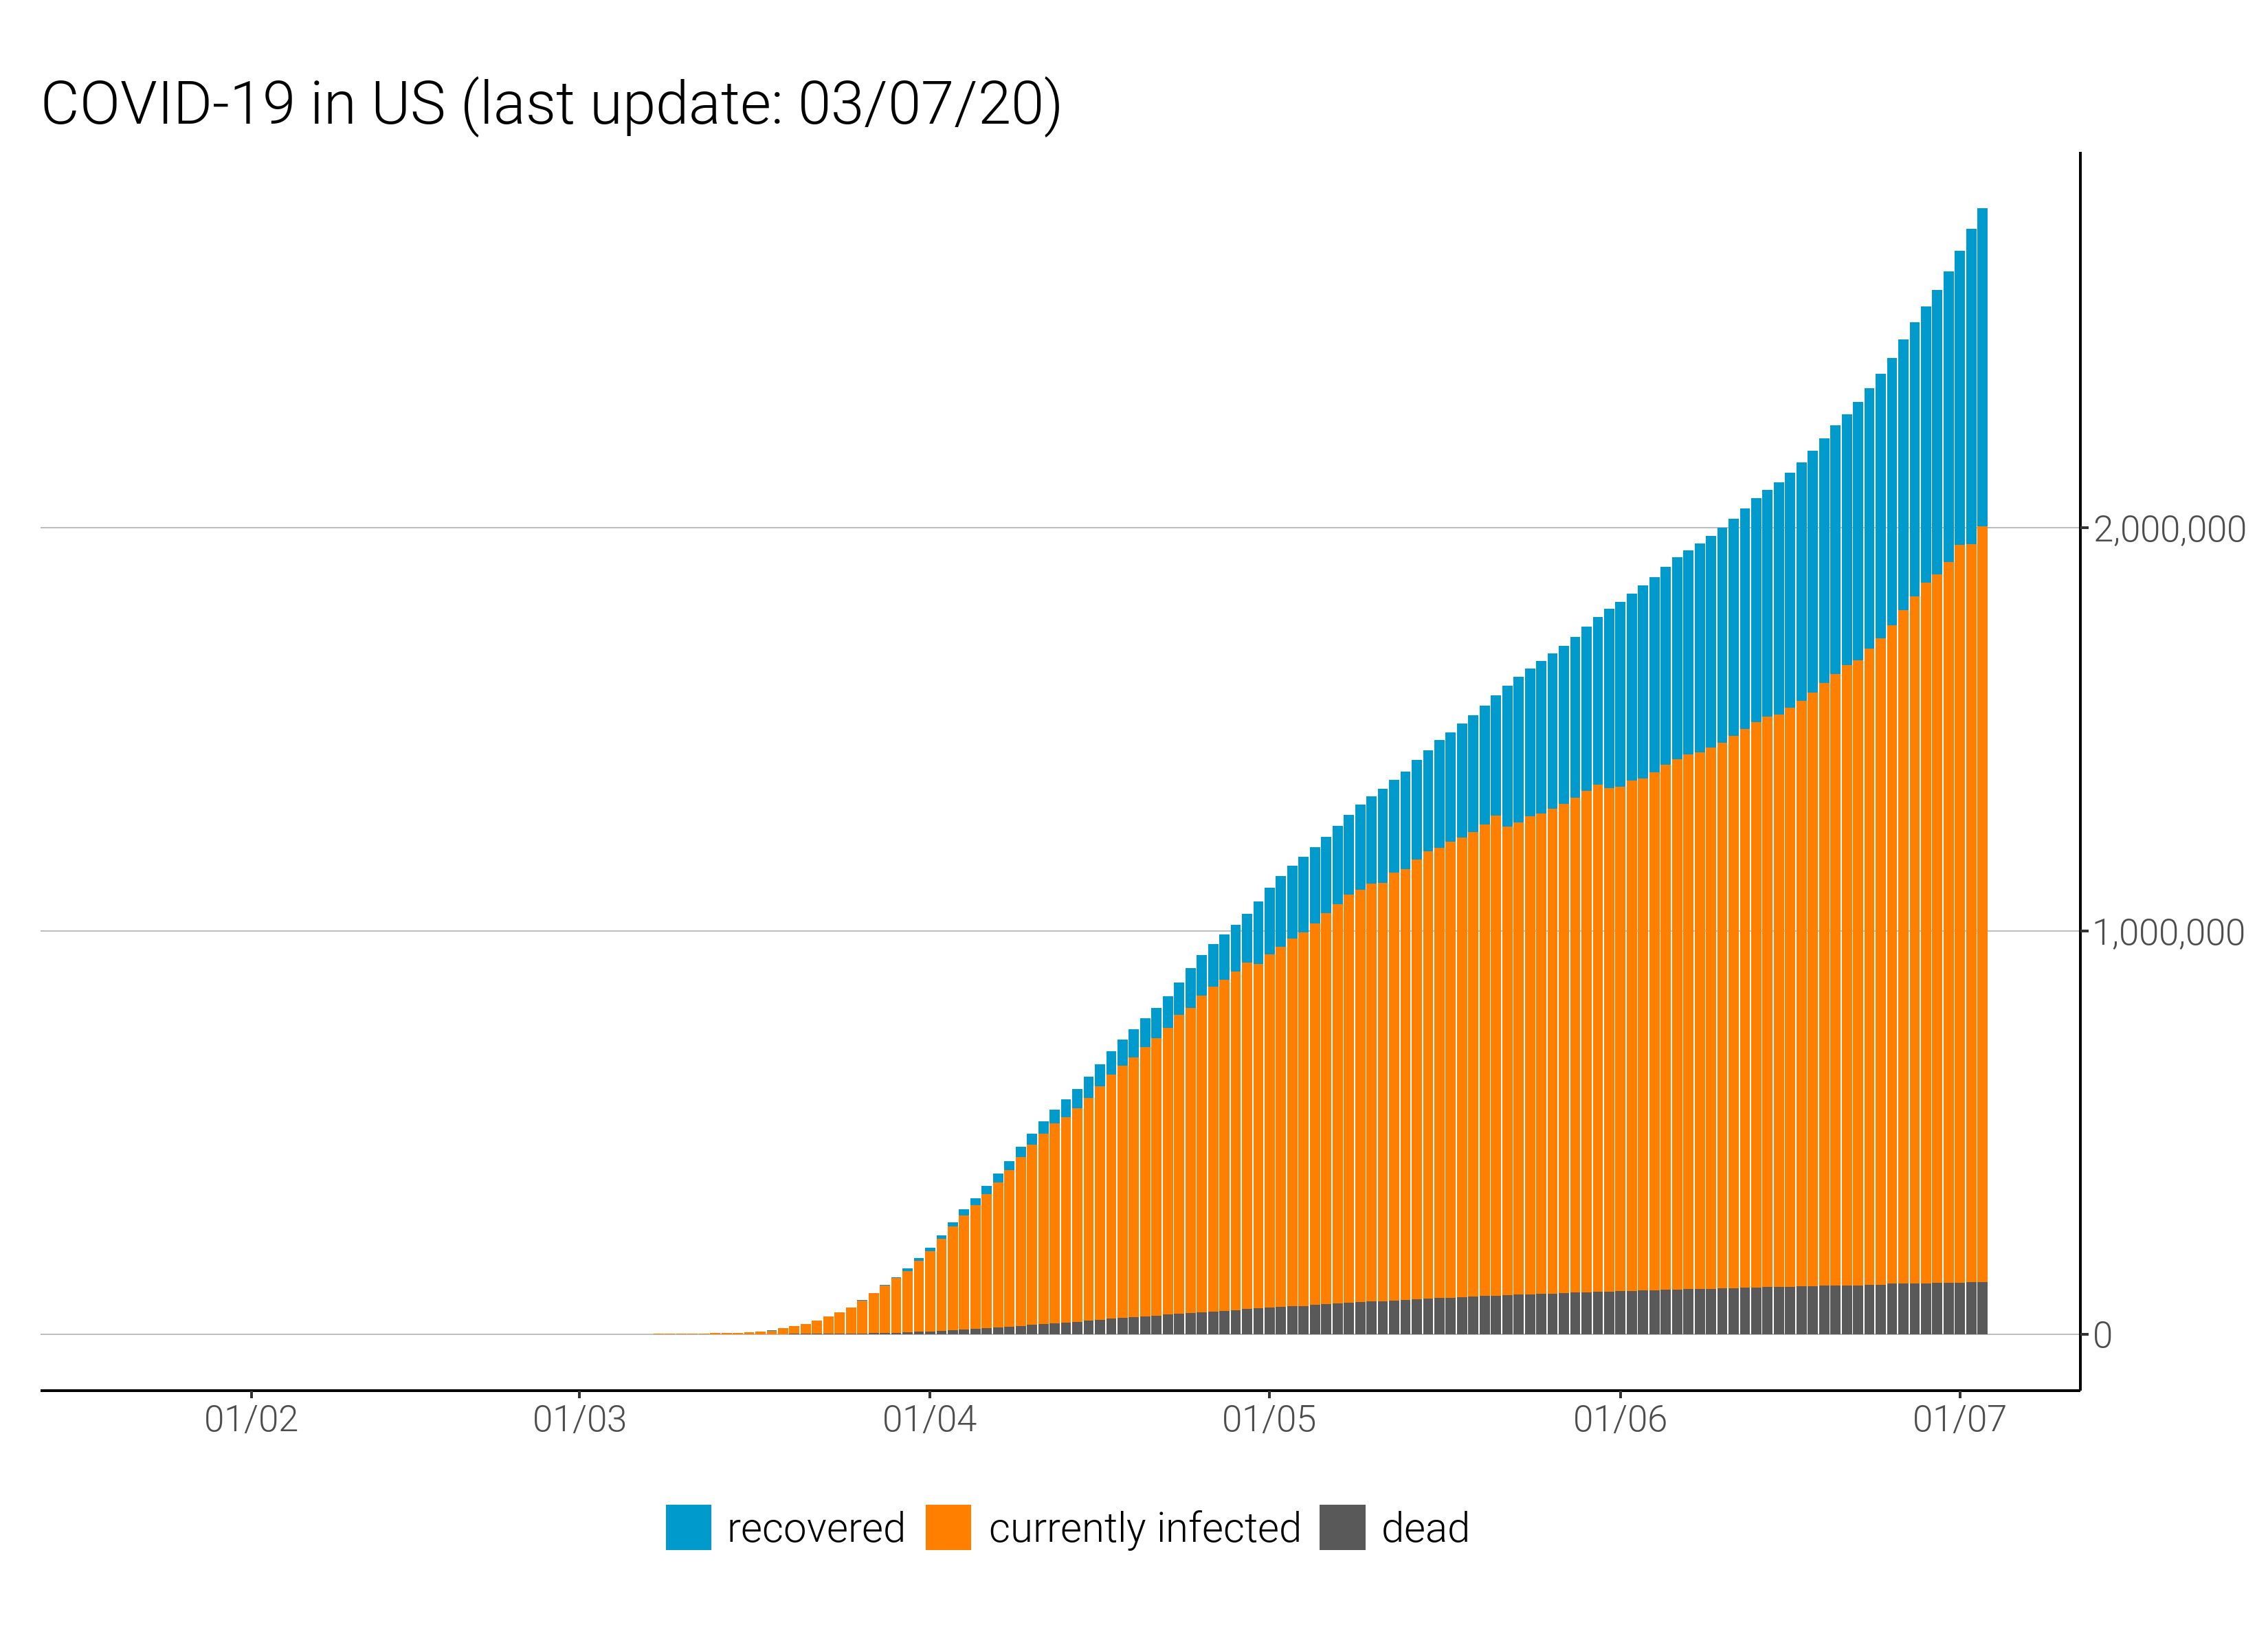 COVID-19 in US (last update: 03/07/20)
2,000,000
1,000,000
0
01/02 01/03 01/04 01/05 01/06 01/07
recovered currently infected dead